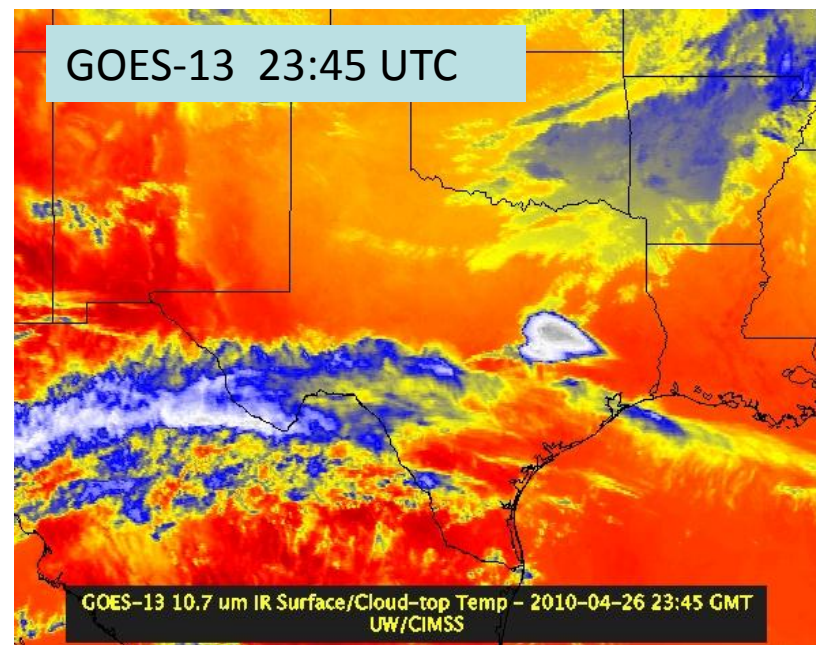 GOES-13 23:45 UTC
GOES-13 10.7 um IR Surface/Cloud-top Temp - 2010-04-26 23:45 GMT
UW/CIMSS